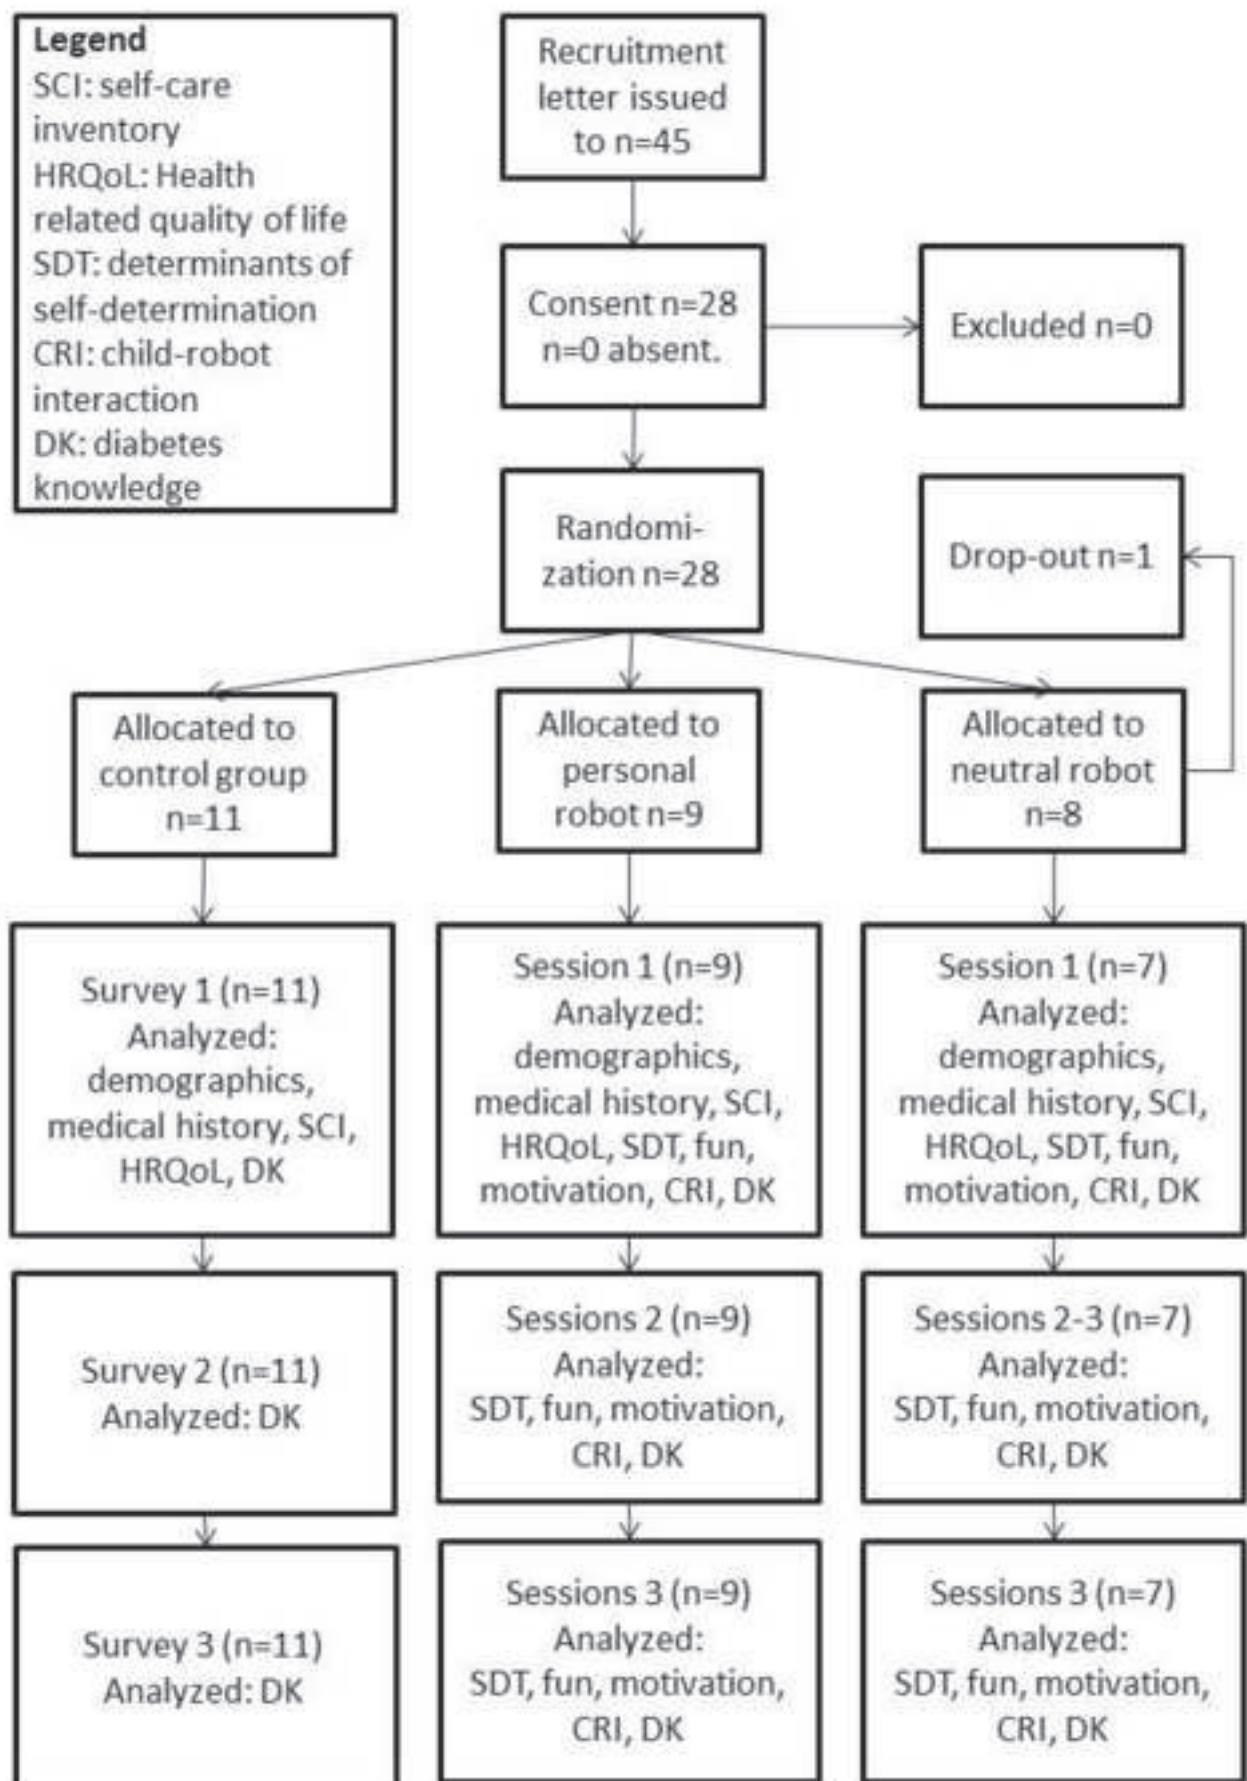 Legend
SCI: self-care
inventory
HRQoL: Health
related quality of life
SDT: determinants of
self-determination
CRI: child-robot
interaction
DK: diabetes
knowledge
Recruitment
letter issued
to n=45
Consent n=28
n=0 absent.
Excluded n=0
Randomi-
zation n=28
Drop-out n=1
Allocated to
control group
n=11
Allocated to
personal
robot n=9
Allocated to
neutral robot
n=8
Survey 1 (n=11)
Analyzed:
demographics,
medical history, SCI,
HRQoL, DK
Session 1 (n=9)
Analyzed:
demographics,
medical history, SCI,
HRQoL, SDT, fun,
motivation, CRI, DK
Session 1 (n=7)
Analyzed:
demographics,
medical history, SCI,
HRQoL, SDT, fun,
motivation, CRI, DK
Survey 2 (n=11)
Analyzed: DK
Sessions 2 (n=9)
Analyzed:
SDT, fun, motivation,
CRI, DK
Sessions 2-3 (n=7)
Analyzed:
SDT, fun, motivation,
CRI, DK
Survey 3 (n=11)
Analyzed: DK
Sessions 3 (n=9)
Analyzed:
SDT, fun, motivation,
CRI, DK
Sessions 3 (n=7)
Analyzed:
SDT, fun, motivation,
CRI, DK